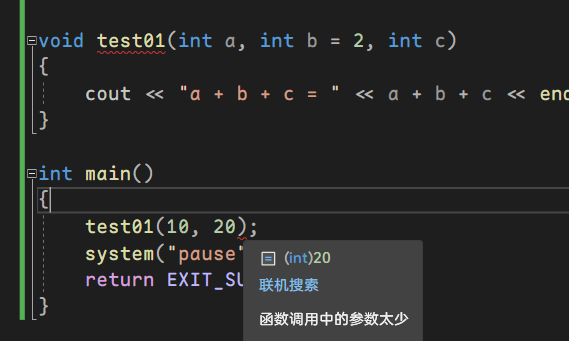 void test01(int a, int b = 2, int c)
{
cout << "a + b + c = " << a + b + c << en
}
int main()
{
test01(10, 20);
system("pause"
return EXIT_SU
}
(int)20
联机搜索
函数调用中的参数太少